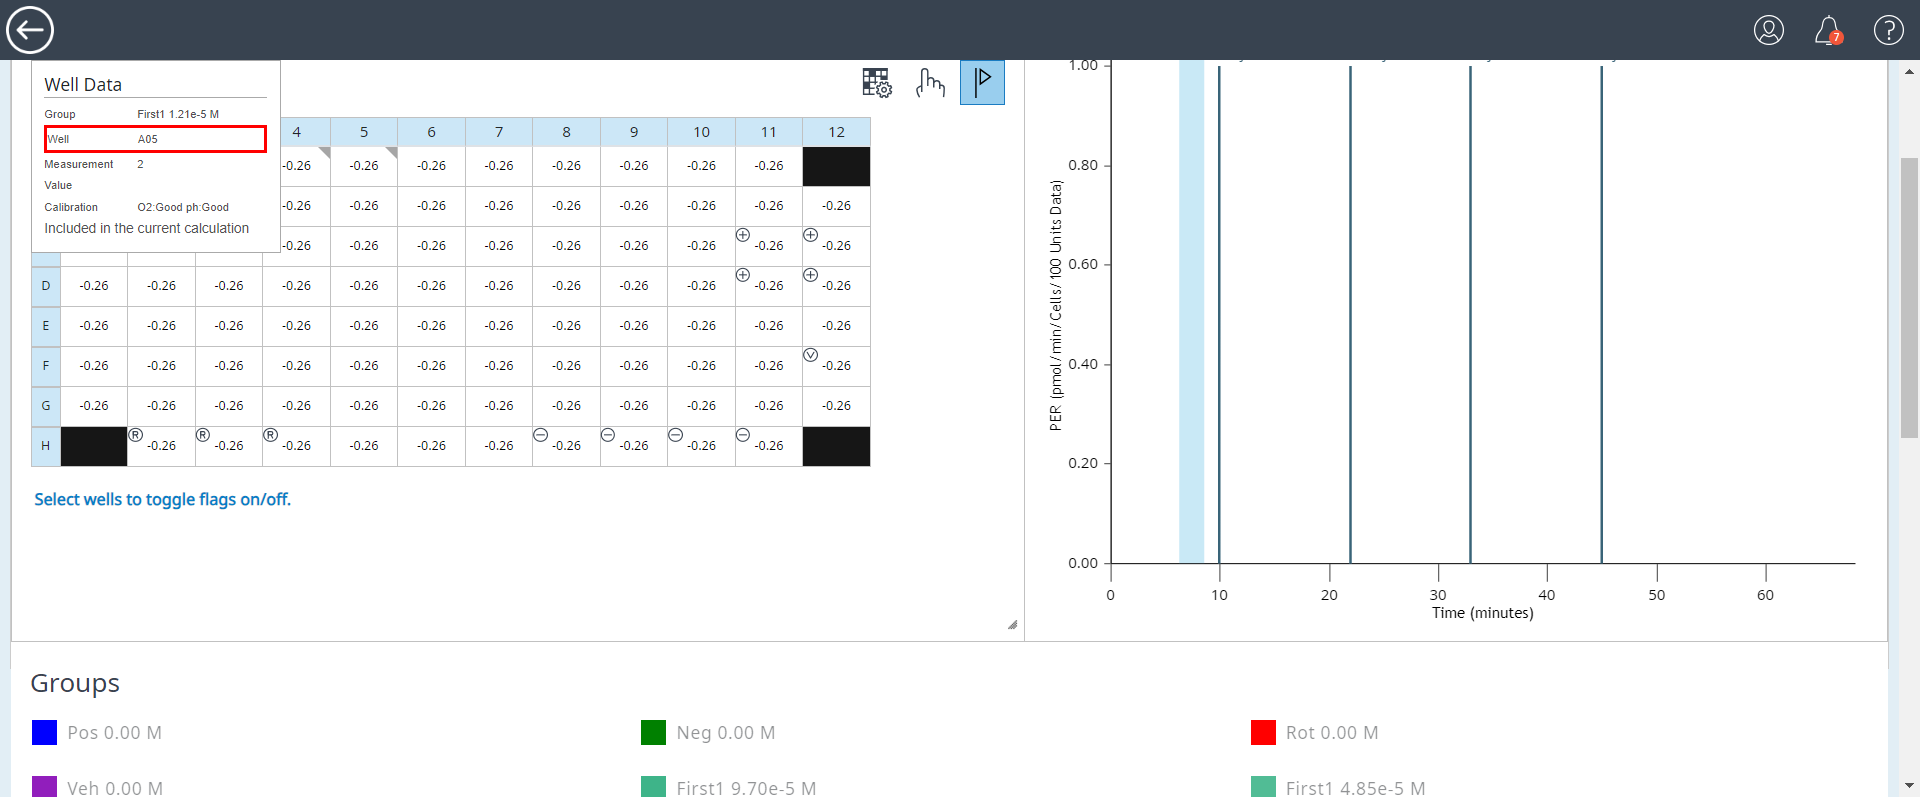 7
?
Well Data
Group First1 1.21e-5 M
Well A05
Measurement 2
Value
Calibration O2:Good ph:Good
Included in the current calculation
4 5 6 7 8 9 10 11 12
-0.26 -0.26 -0.26 -0.26 -0.26 -0.26 -0.26 -0.26
-0.26 -0.26 -0.26 -0.26 -0.26 -0.26 -0.26 -0.26 -0.26
-0.26 -0.26 -0.26 -0.26 -0.26 -0.26 -0.26 + -0.26 + -0.26
D -0.26 -0.26 -0.26 -0.26 -0.26 -0.26 -0.26 -0.26 -0.26 -0.26 + -0.26 + -0.26
E -0.26 -0.26 -0.26 -0.26 -0.26 -0.26 -0.26 -0.26 -0.26 -0.26 -0.26 -0.26
F -0.26 -0.26 -0.26 -0.26 -0.26 -0.26 -0.26 -0.26 -0.26 -0.26 -0.26 V -0.26
G -0.26 -0.26 -0.26 -0.26 -0.26 -0.26 -0.26 -0.26 -0.26 -0.26 -0.26 -0.26
H R -0.26 R -0.26 R -0.26 -0.26 -0.26 -0.26 - -0.26 - -0.26 - -0.26 - -0.26
Select wells to toggle flags on/off.
1.00
0.80
0.60
0.40
0.20
0.00
PER (pmol/min/Cells/100 Units Data)
0 10 20 30 40 50 60
Time (minutes)
Groups
Pos 0.00 M Neg 0.00 M Rot 0.00 M
Veh 0.00 M First1 9.70e-5 M First1 4.85e-5 M